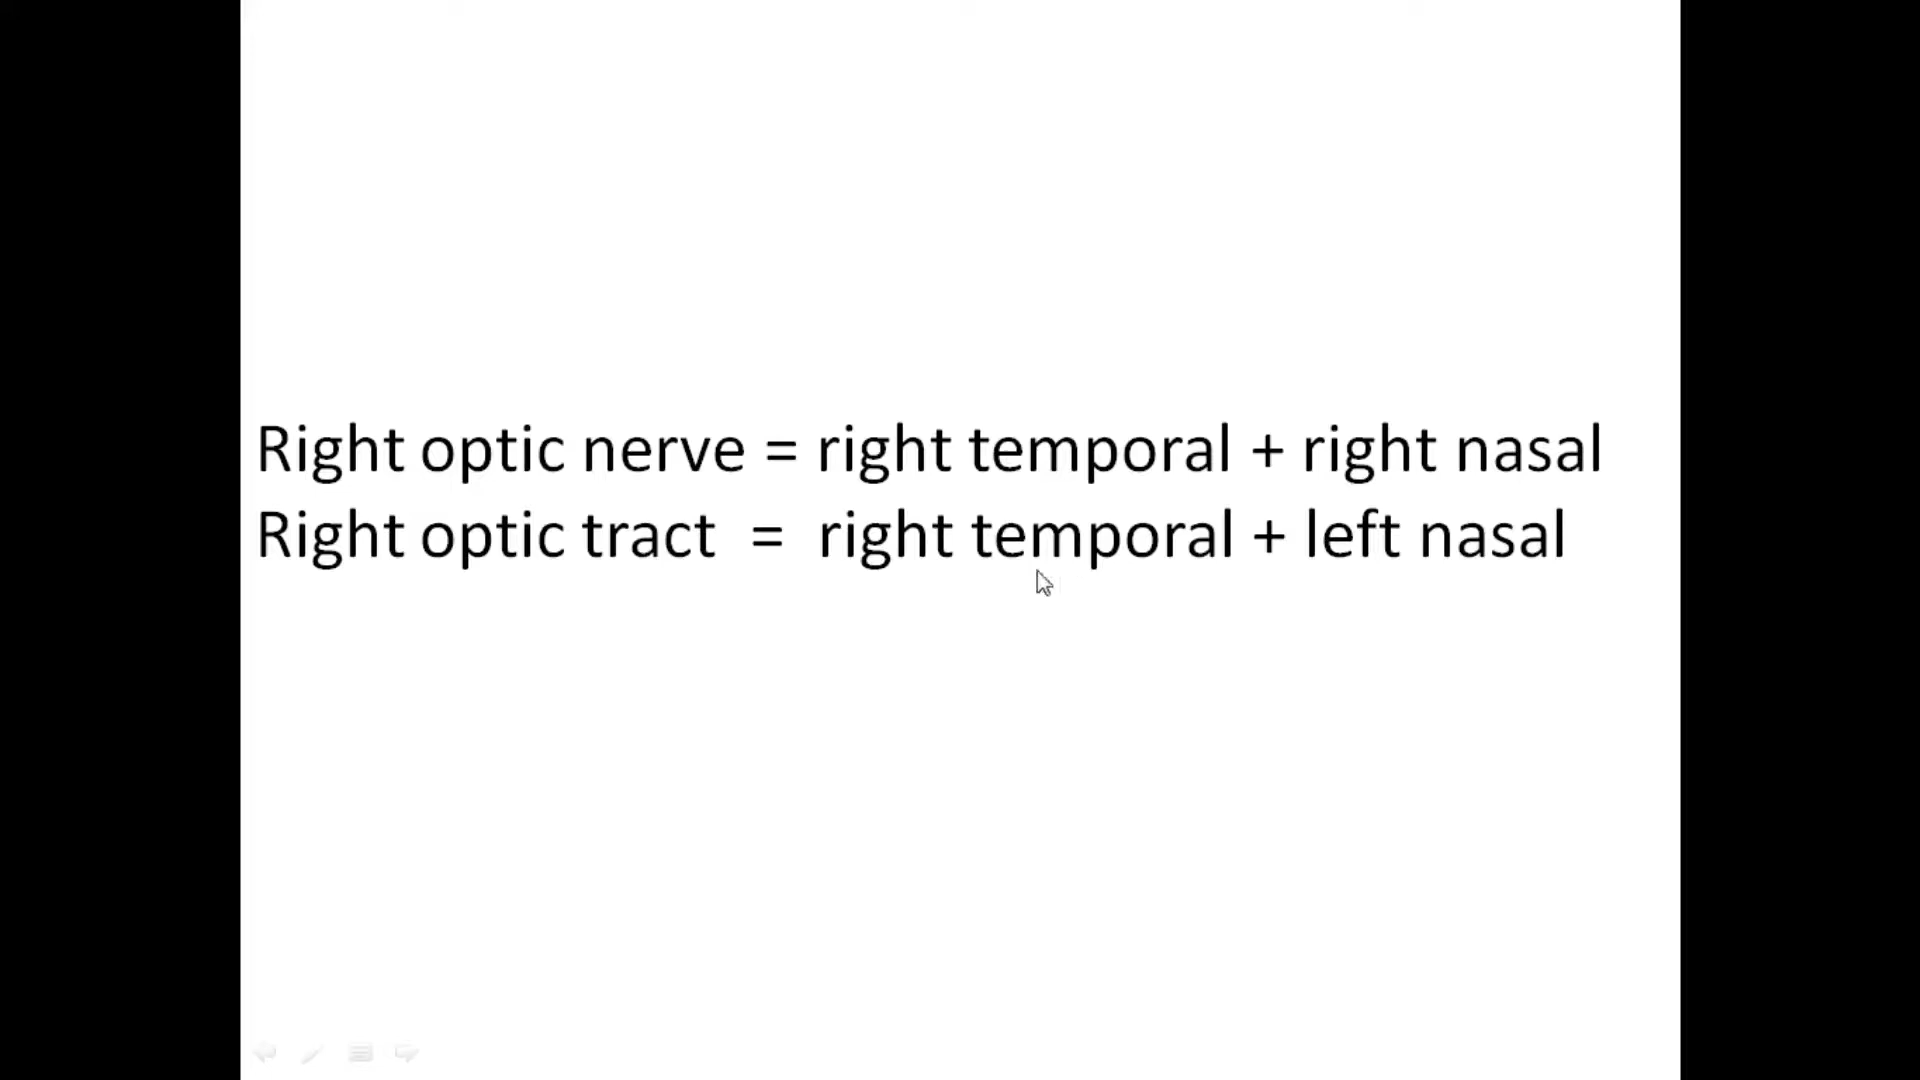 Right optic nerve = right temporal + right nasal
Right optic tract = right temporal + left nasal